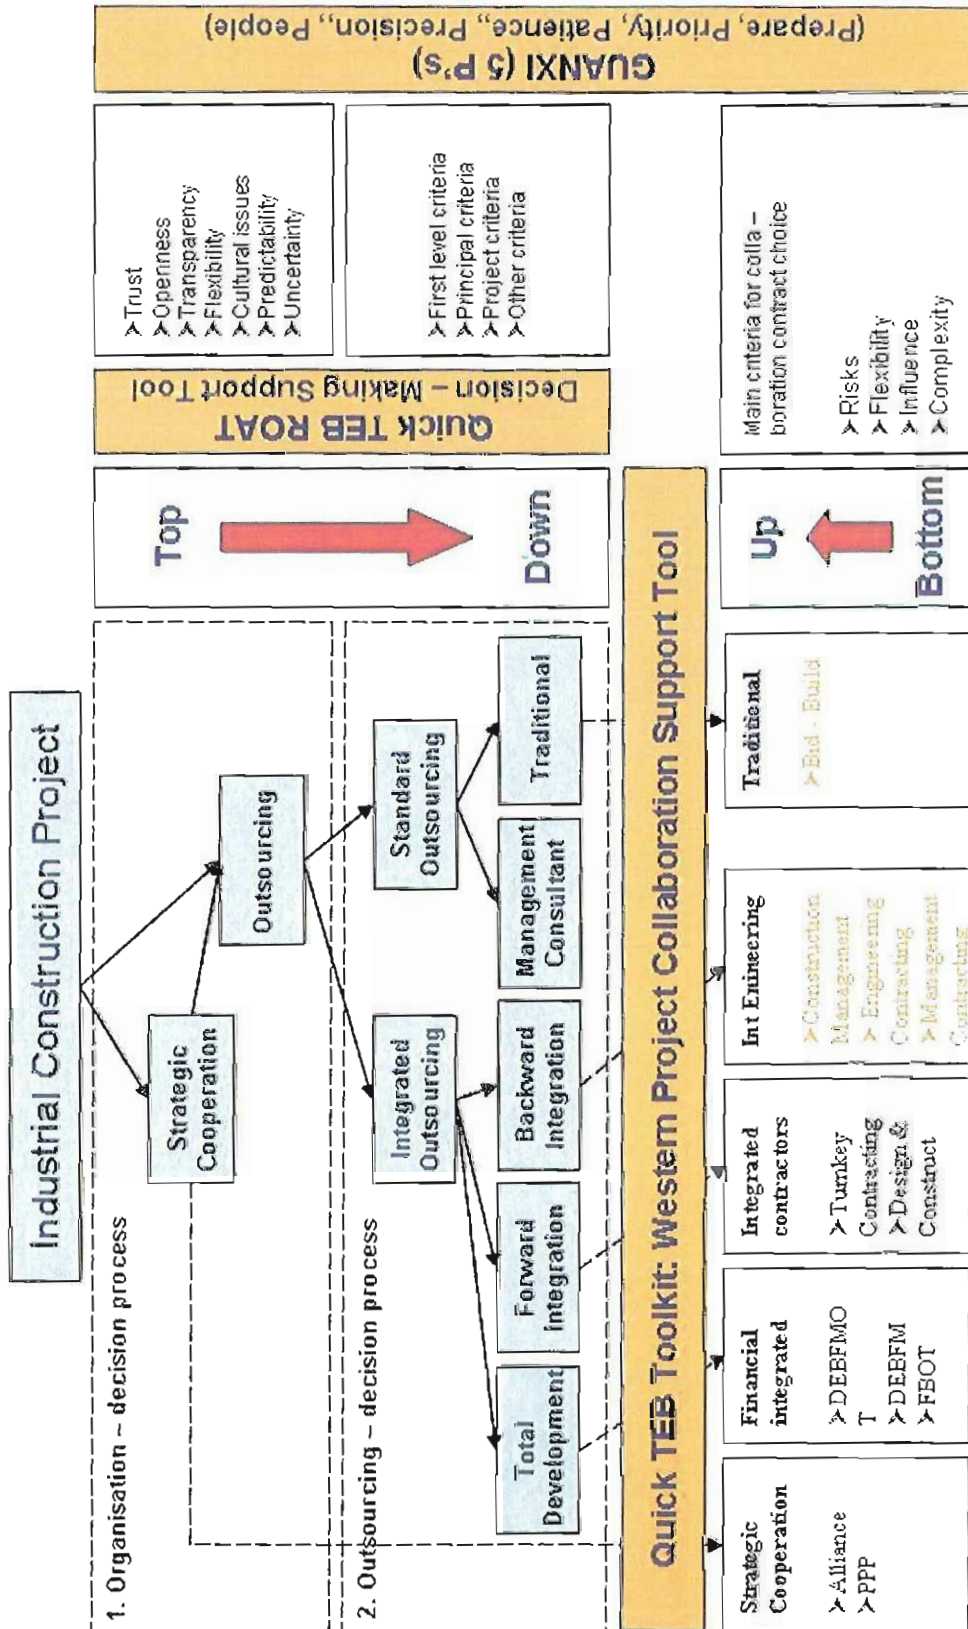 Industrial Construction Project
1. Organisation – decision process
Strategic
Cooperation
Outsourcing
2. Outsourcing – decision process
Integrated
Outsourcing
Standard
Outsourcing
Total
Development
Forward
Integration
Backward
Integration
Management
Consultant
Traditional
Top
Down
Quick TEB ROAT
Decision – Making Support Tool
➢Trust
➢Openness
➢Transparency
➢Flexibility
➢Cultural issues
➢Predictability
➢Uncertainty
➢First level criteria
➢Principal criteria
➢Project criteria
➢Other criteria
GUANXI (5 P's)
(Prepare, Priority, Patience,, Precision,, People)
Quick TEB Toolkit: Western Project Collaboration Support Tool
Strategic
Cooperation
➢Alliance
➢PPP
Financial
integrated
➢DEBFMO
T
➢DEBFM
➢FBOT
Integrated
contractors
➢Turnkey
Contracting
➢Design &
Construct
Int Enineering
➢Construction
Management
➢Engineering
Contracting
➢Management
Contracting
Traditional
➢Bid - Build
Up
Bottom
Main criteria for colla –
boration contract choice
➢Risks
➢Flexibility
➢Influence
➢Complexity